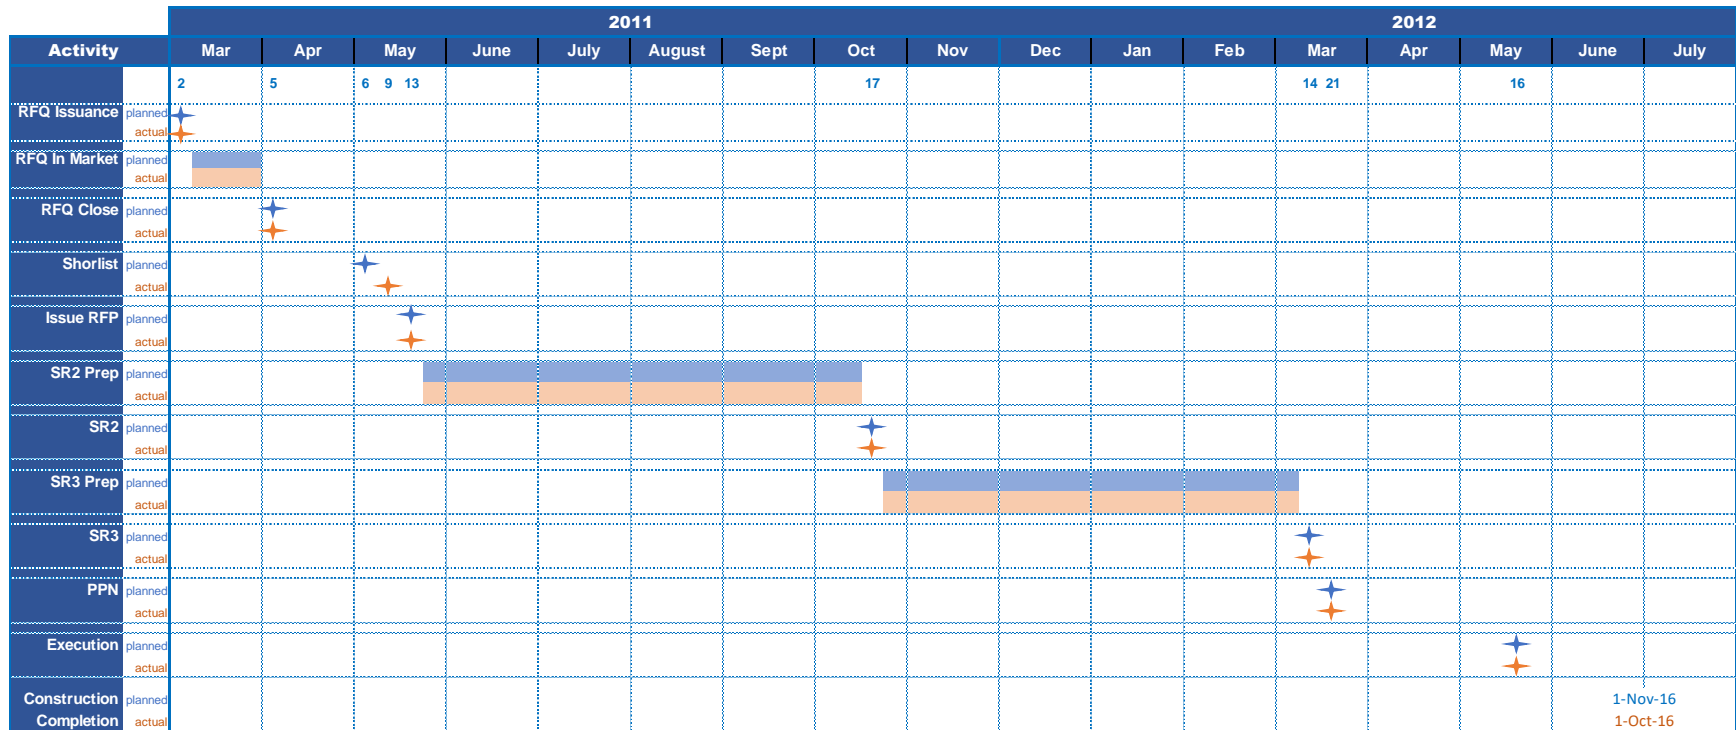 2011 2012
Activity Mar Apr May June July August Sept Oct Nov Dec Jan Feb Mar Apr May June July
2 5 6 9 13 17 14 21 16
RFQ Issuance planned
actual
RFQ In Market planned
actual
RFQ Close planned
actual
Shorlist planned
actual
Issue RFP planned
actual
SR2 Prep planned
actual
SR2 planned
actual
SR3 Prep planned
actual
SR3 planned
actual
PPN planned
actual
Execution planned
actual
Construction planned 1-Nov-16
Completion actual 1-Oct-16